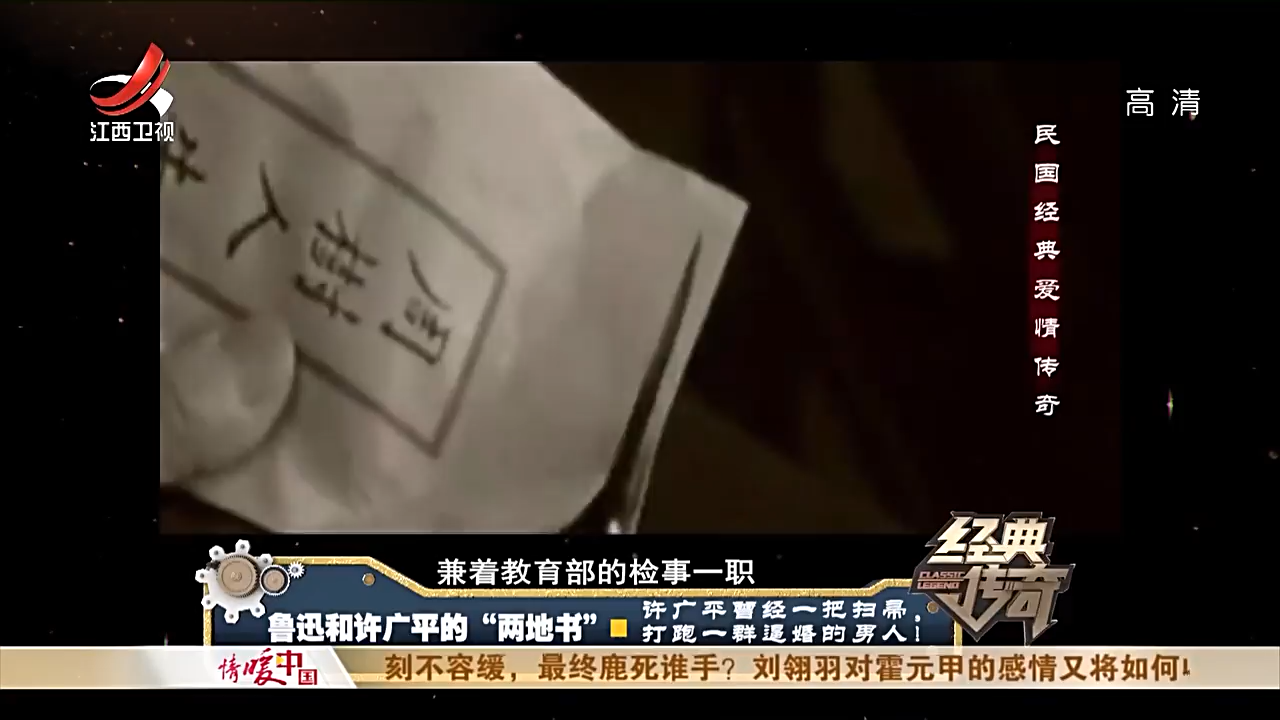 江西卫视
高清
民国经典爱情传奇
周树人
兼着教育部的检事一职
经典传奇
CLASSIC
LEGEND
鲁迅和许广平的“两地书”
许广平曾经一把扫帚，
打跑一群逼婚的男人！
情暖中国
刻不容缓，最终鹿死谁手？刘翎羽对霍元甲的感情又将如何